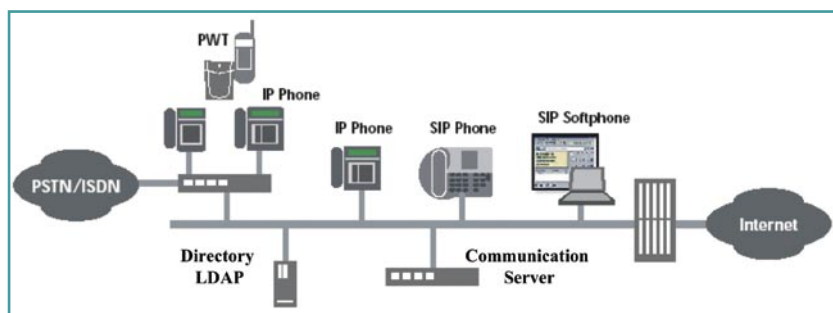 PWT
IP Phone
IP Phone
SIP Phone
SIP Softphone
PSTN/ISDN
Internet
Directory
LDAP
Communication
Server